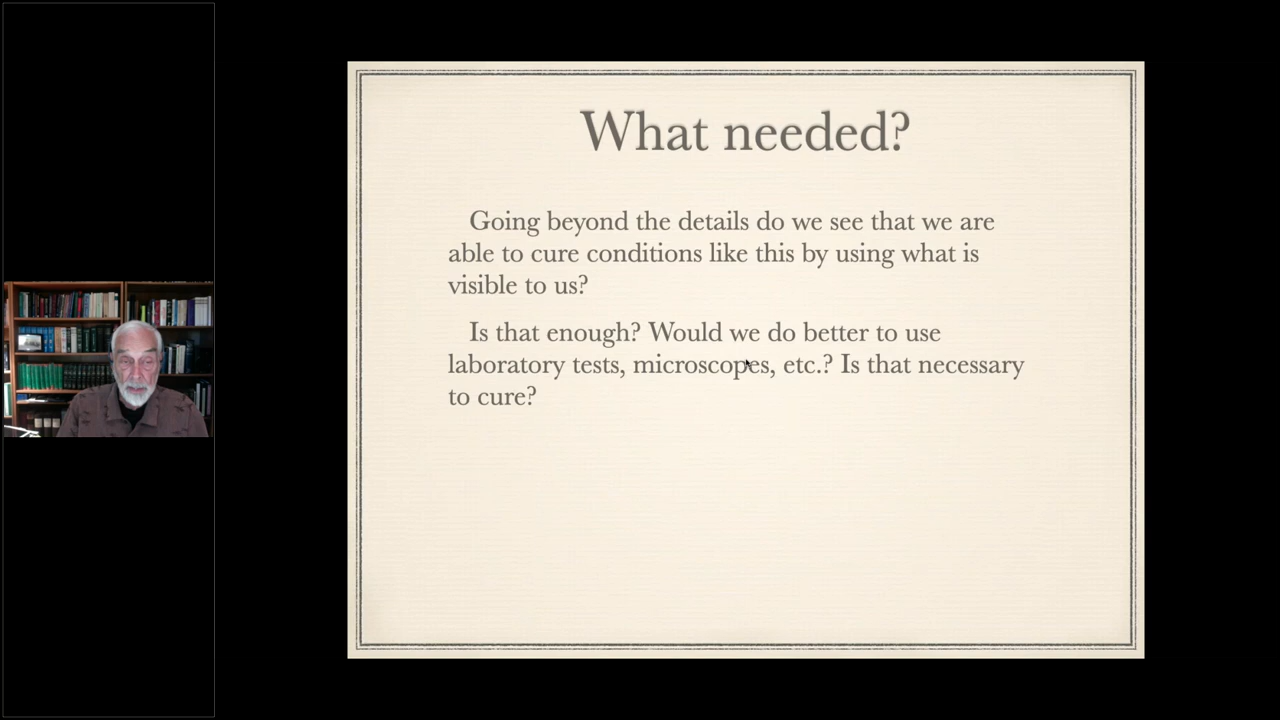 What needed?
Going beyond the details do we see that we are
able to cure conditions like this by using what is
visible to us?
Is that enough? Would we do better to use
laboratory tests, microscopes, etc.? Is that necessary
to cure?